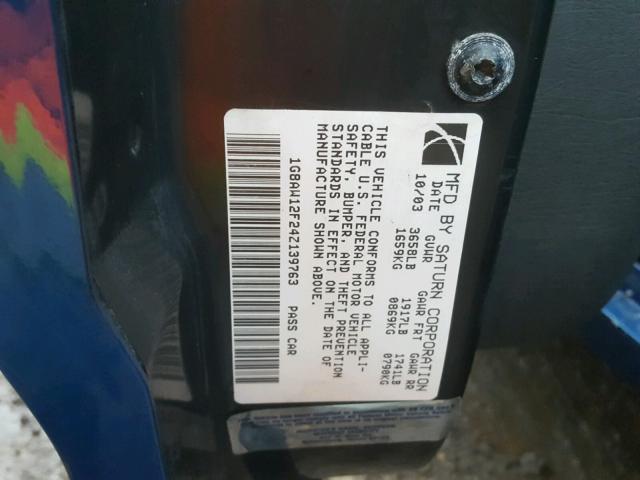 MFD BY SATURN CORPORATION
DATE GVWR GAWR FRT GAWR RR
10/03 3658LB 1917LB 1741LB
1659KG 0869KG 0790KG
THIS VEHICLE CONFORMS TO ALL APPLI-
CABLE U.S. FEDERAL MOTOR VEHICLE
SAFETY, BUMPER, AND THEFT PREVENTION
STANDARDS IN EFFECT ON THE DATE OF
MANUFACTURE SHOWN ABOVE.
1G8AW12F24Z139763 PASS CAR